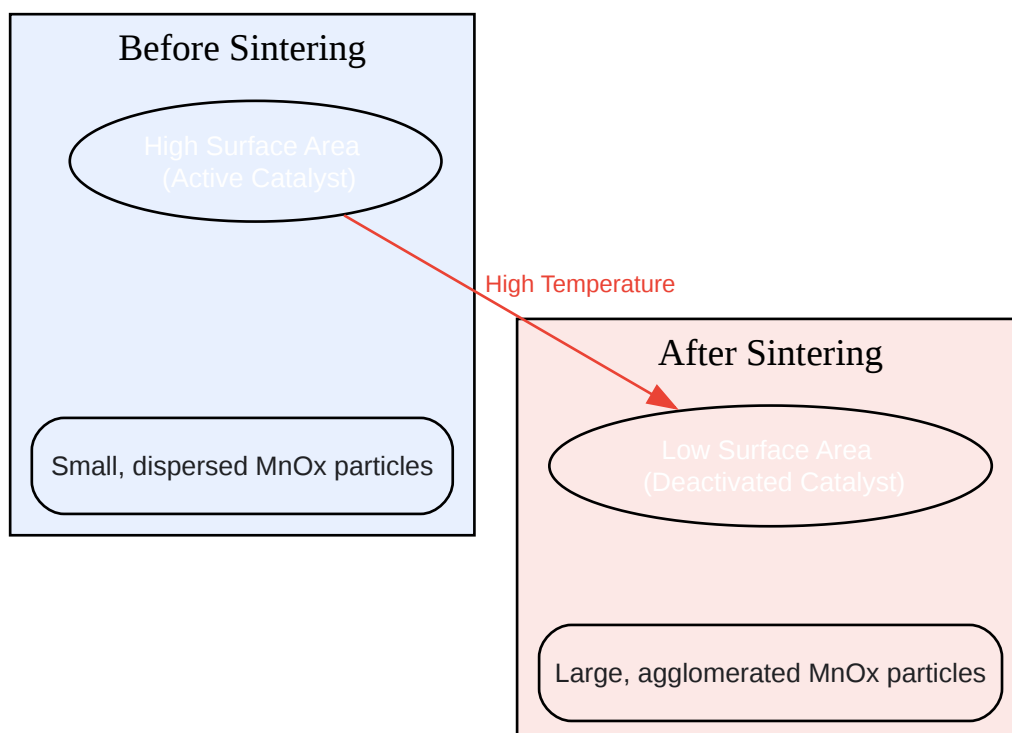 Before Sintering
High Surface Area
(Active Catalyst)
High Temperature
Small, dispersed MnOx particles
After Sintering
Low Surface Area
(Deactivated Catalyst)
Large, agglomerated MnOx particles